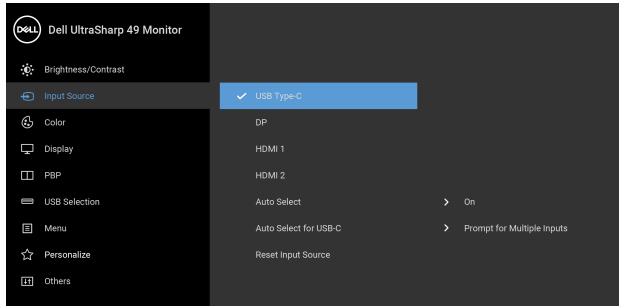 DELL Dell UltraSharp 49 Monitor
Brightness/Contrast
Input Source
USB Type-C
Color
DP
Display
HDMI 1
PBP
HDMI 2
USB Selection
Auto Select
On
Menu
Auto Select for USB-C
Prompt for Multiple Inputs
Personalize
Reset Input Source
Others